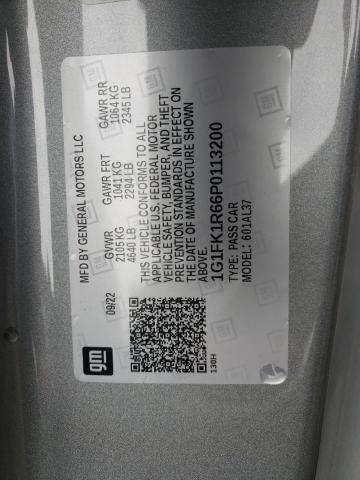 gm
MFD BY GENERAL MOTORS LLC
09/22
GVWR GAWR FRT GAWR RR
2105 KG 1041 KG 1064 KG
4640 LB 2294 LB 2345 LB
THIS VEHICLE CONFORMS TO ALL
APPLICABLE U.S. FEDERAL MOTOR
VEHICLE SAFETY, BUMPER, AND THEFT
PREVENTION STANDARDS IN EFFECT ON
THE DATE OF MANUFACTURE SHOWN
ABOVE.
1G1FK1R66P0113200
TYPE: PASS CAR
MODEL: 601AL37
130H